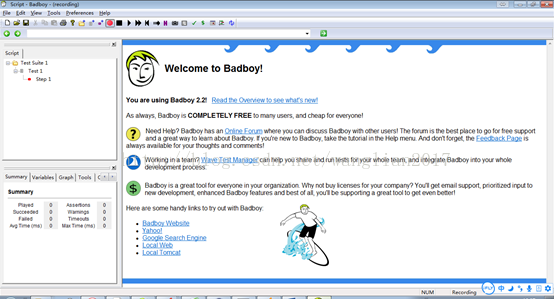 Script - Badboy - (recording)
File Edit View Tools Preferences Help
Script
Test Suite 1
Test 1
Step 1
Summary Variables Graph Tools
Summary
Played 0 Assertions 0
Succeeded 0 Warnings 0
Failed 0 Timeouts 0
Avg Time (ms) 0 Max Time (ms) 0
Welcome to Badboy!
You are using Badboy 2.2! Read the Overview to see what's new!
As always, Badboy is COMPLETELY FREE to many users, and cheap for everyone!
Need Help? Badboy has an Online Forum where you can discuss Badboy with other users! The forum is the best place to go for free support
and a great way to learn about Badboy. If you're new to Badboy, take the tutorial in the Help menu. And don't forget, the Feedback Page is
always available for your thoughts and comments!
Working in a team? Wave Test Manager can help you share and run tests for your whole team, and integrate Badboy into your whole
development process.
Badboy is a great tool for everyone in your organization. Why not buy licenses for your company? You'll get email support, prioritized input to
new development, enhanced Badboy features and best of all, you'll be supporting a great tool to get even better!
Here are some handy links to try out with Badboy:
Badboy Website
Yahoo!
Google Search Engine
Local Web
Local Tomcat
NUM Recording
中